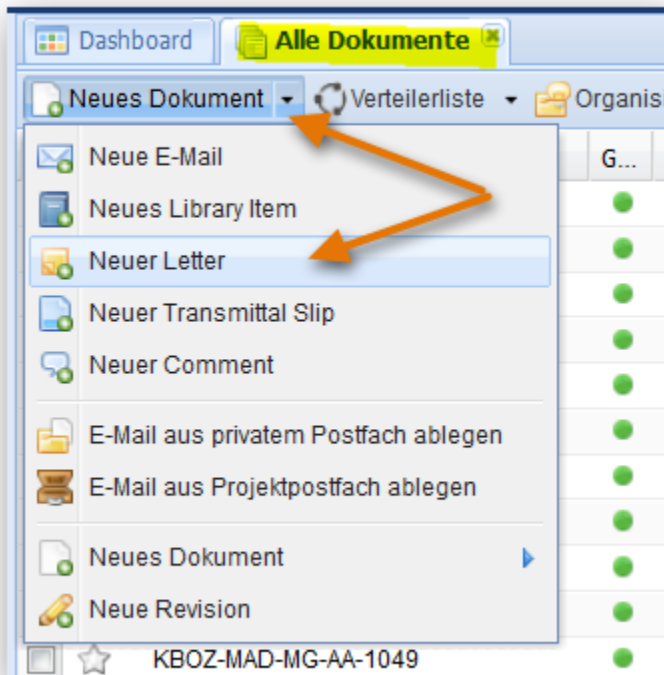 Dashboard Alle Dokumente
Neues Dokument Verteilerliste Organis
G...
Neue E-Mail
Neues Library Item
Neuer Letter
Neuer Transmittal Slip
Neuer Comment
E-Mail aus privatem Postfach ablegen
E-Mail aus Projektpostfach ablegen
Neues Dokument
Neue Revision
KBOZ-MAD-MG-AA-1049